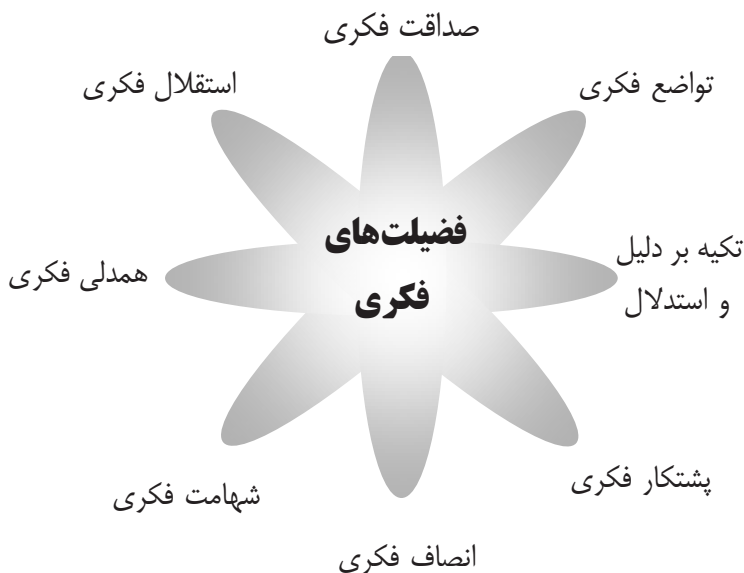 صداقت فکری
تواضع فکری
استقلال فکری
فضیلت‌های
فکری
تکیه بر دلیل
و استدلال
همدلی فکری
پشتکار فکری
شهامت فکری
انصاف فکری